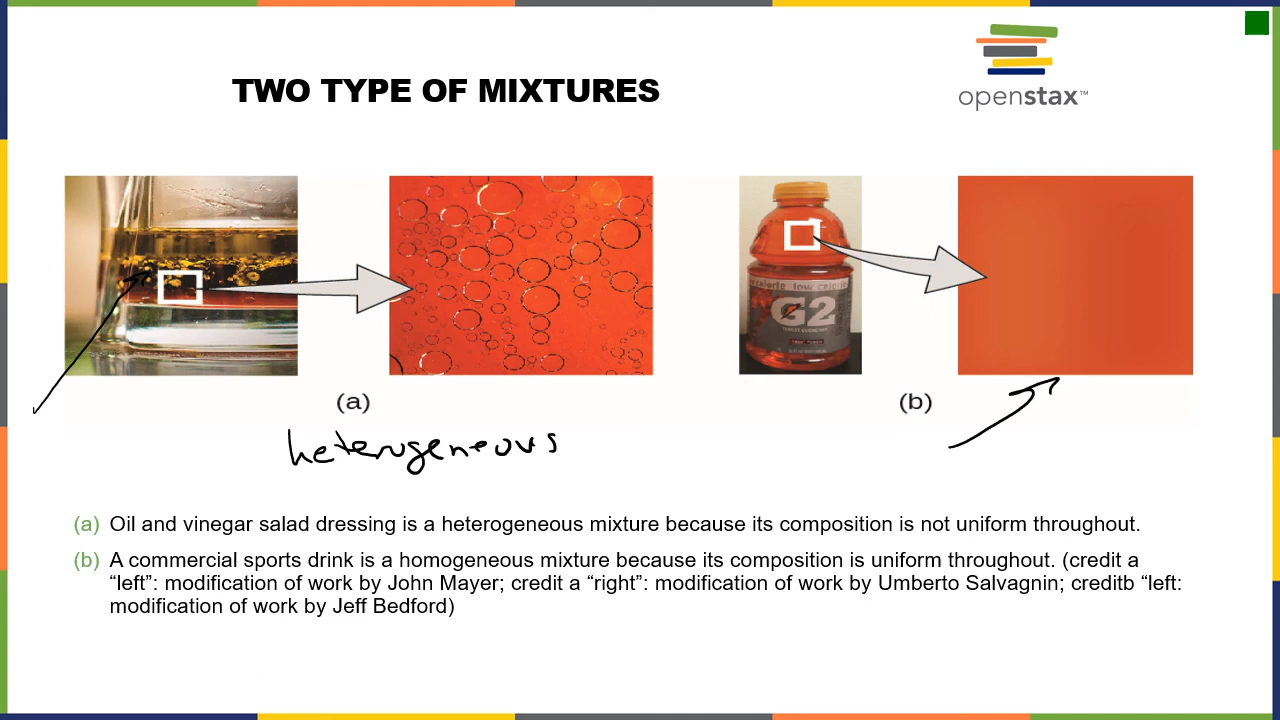 TWO TYPE OF MIXTURES
openstax™
calorie low calorie
G2
(a)
(b)
heterogeneous
(a) Oil and vinegar salad dressing is a heterogeneous mixture because its composition is not uniform throughout.
(b) A commercial sports drink is a homogeneous mixture because its composition is uniform throughout. (credit a
“left”: modification of work by John Mayer; credit a “right”: modification of work by Umberto Salvagnin; creditb “left:
modification of work by Jeff Bedford)